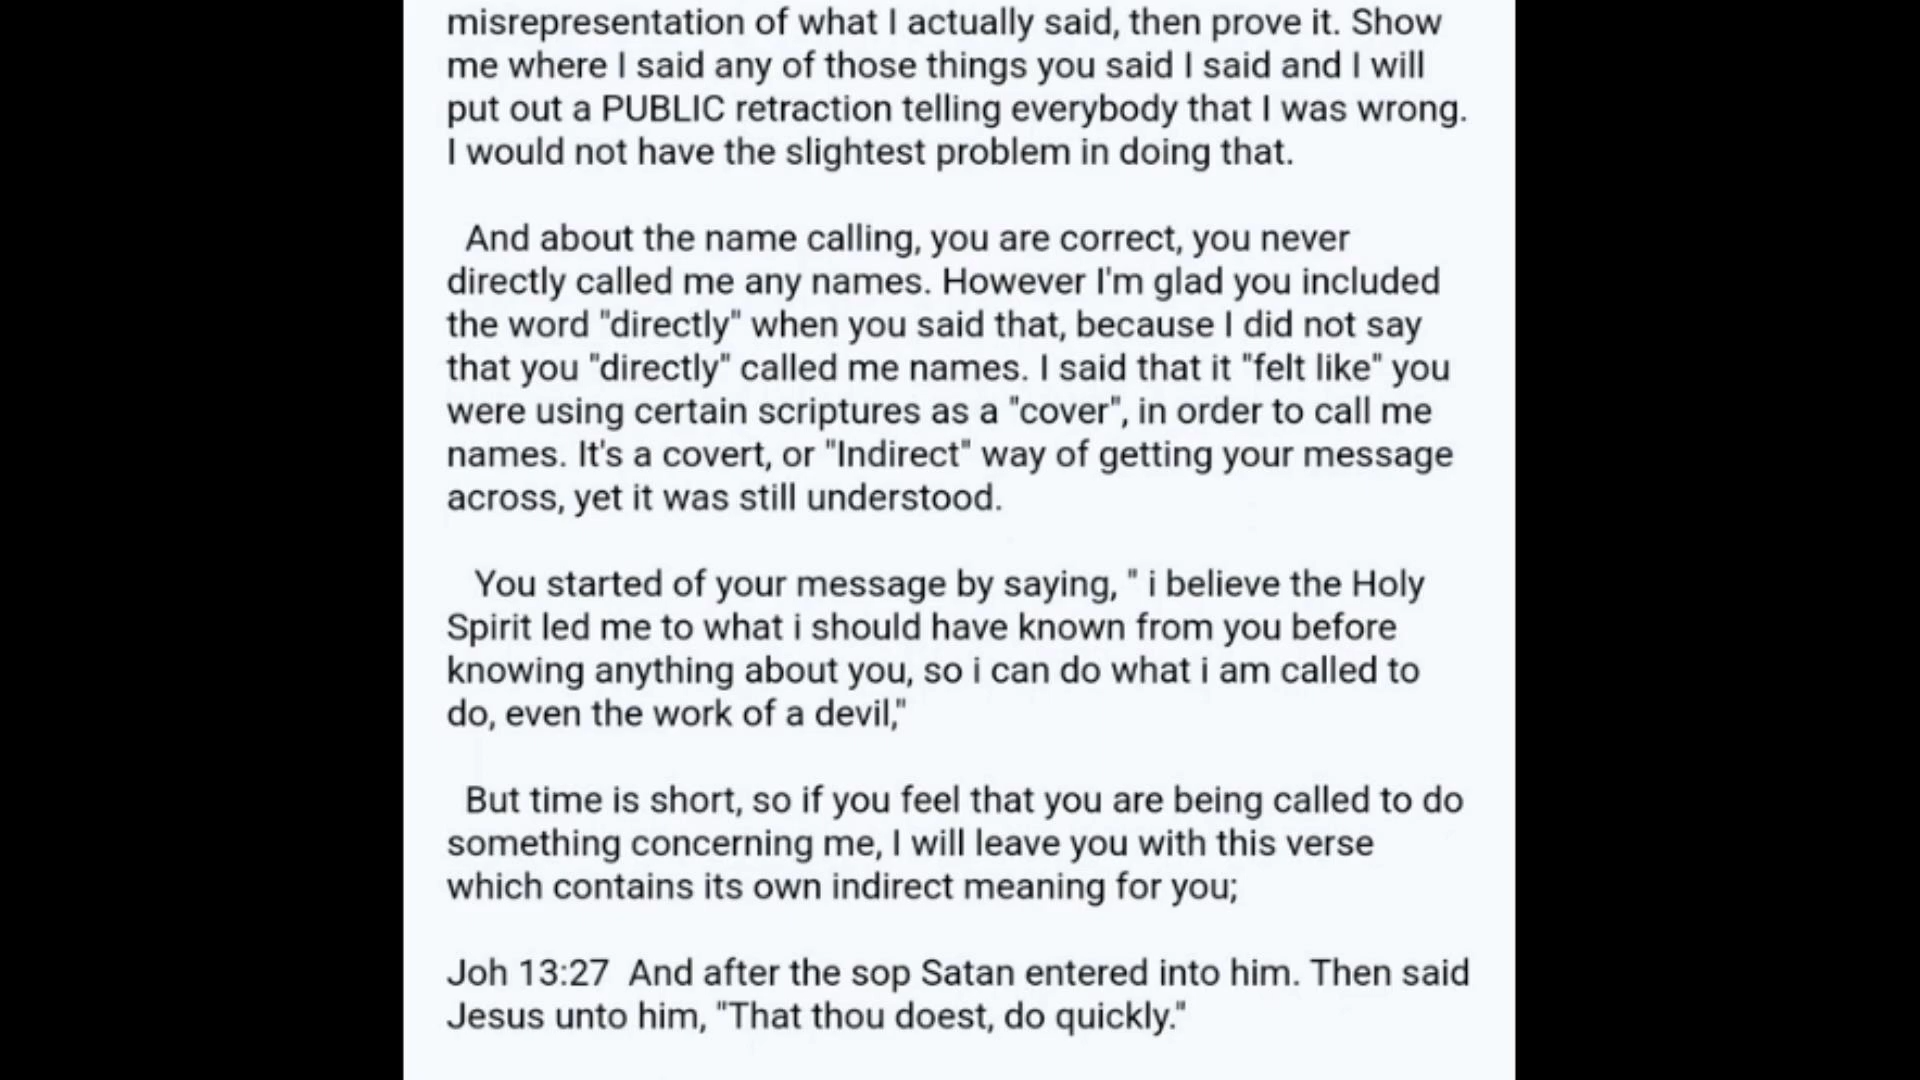 misrepresentation of what I actually said, then prove it. Show
me where I said any of those things you said I said and I will
put out a PUBLIC retraction telling everybody that I was wrong.
I would not have the slightest problem in doing that.
And about the name calling, you are correct, you never
directly called me any names. However I'm glad you included
the word "directly" when you said that, because I did not say
that you "directly" called me names. I said that it "felt like" you
were using certain scriptures as a "cover", in order to call me
names. It's a covert, or "Indirect" way of getting your message
across, yet it was still understood.
You started of your message by saying, " i believe the Holy
Spirit led me to what i should have known from you before
knowing anything about you, so i can do what i am called to
do, even the work of a devil,"
But time is short, so if you feel that you are being called to do
something concerning me, I will leave you with this verse
which contains its own indirect meaning for you;
Joh 13:27  And after the sop Satan entered into him. Then said
Jesus unto him, "That thou doest, do quickly."